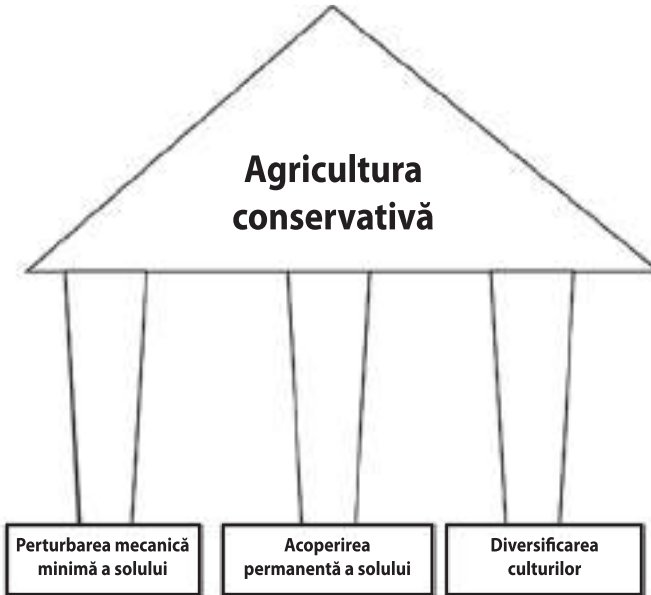 Agricultura
conservativă
Perturbarea mecanică
minimă a solului
Acoperirea
permanentă a solului
Diversificarea
culturilor